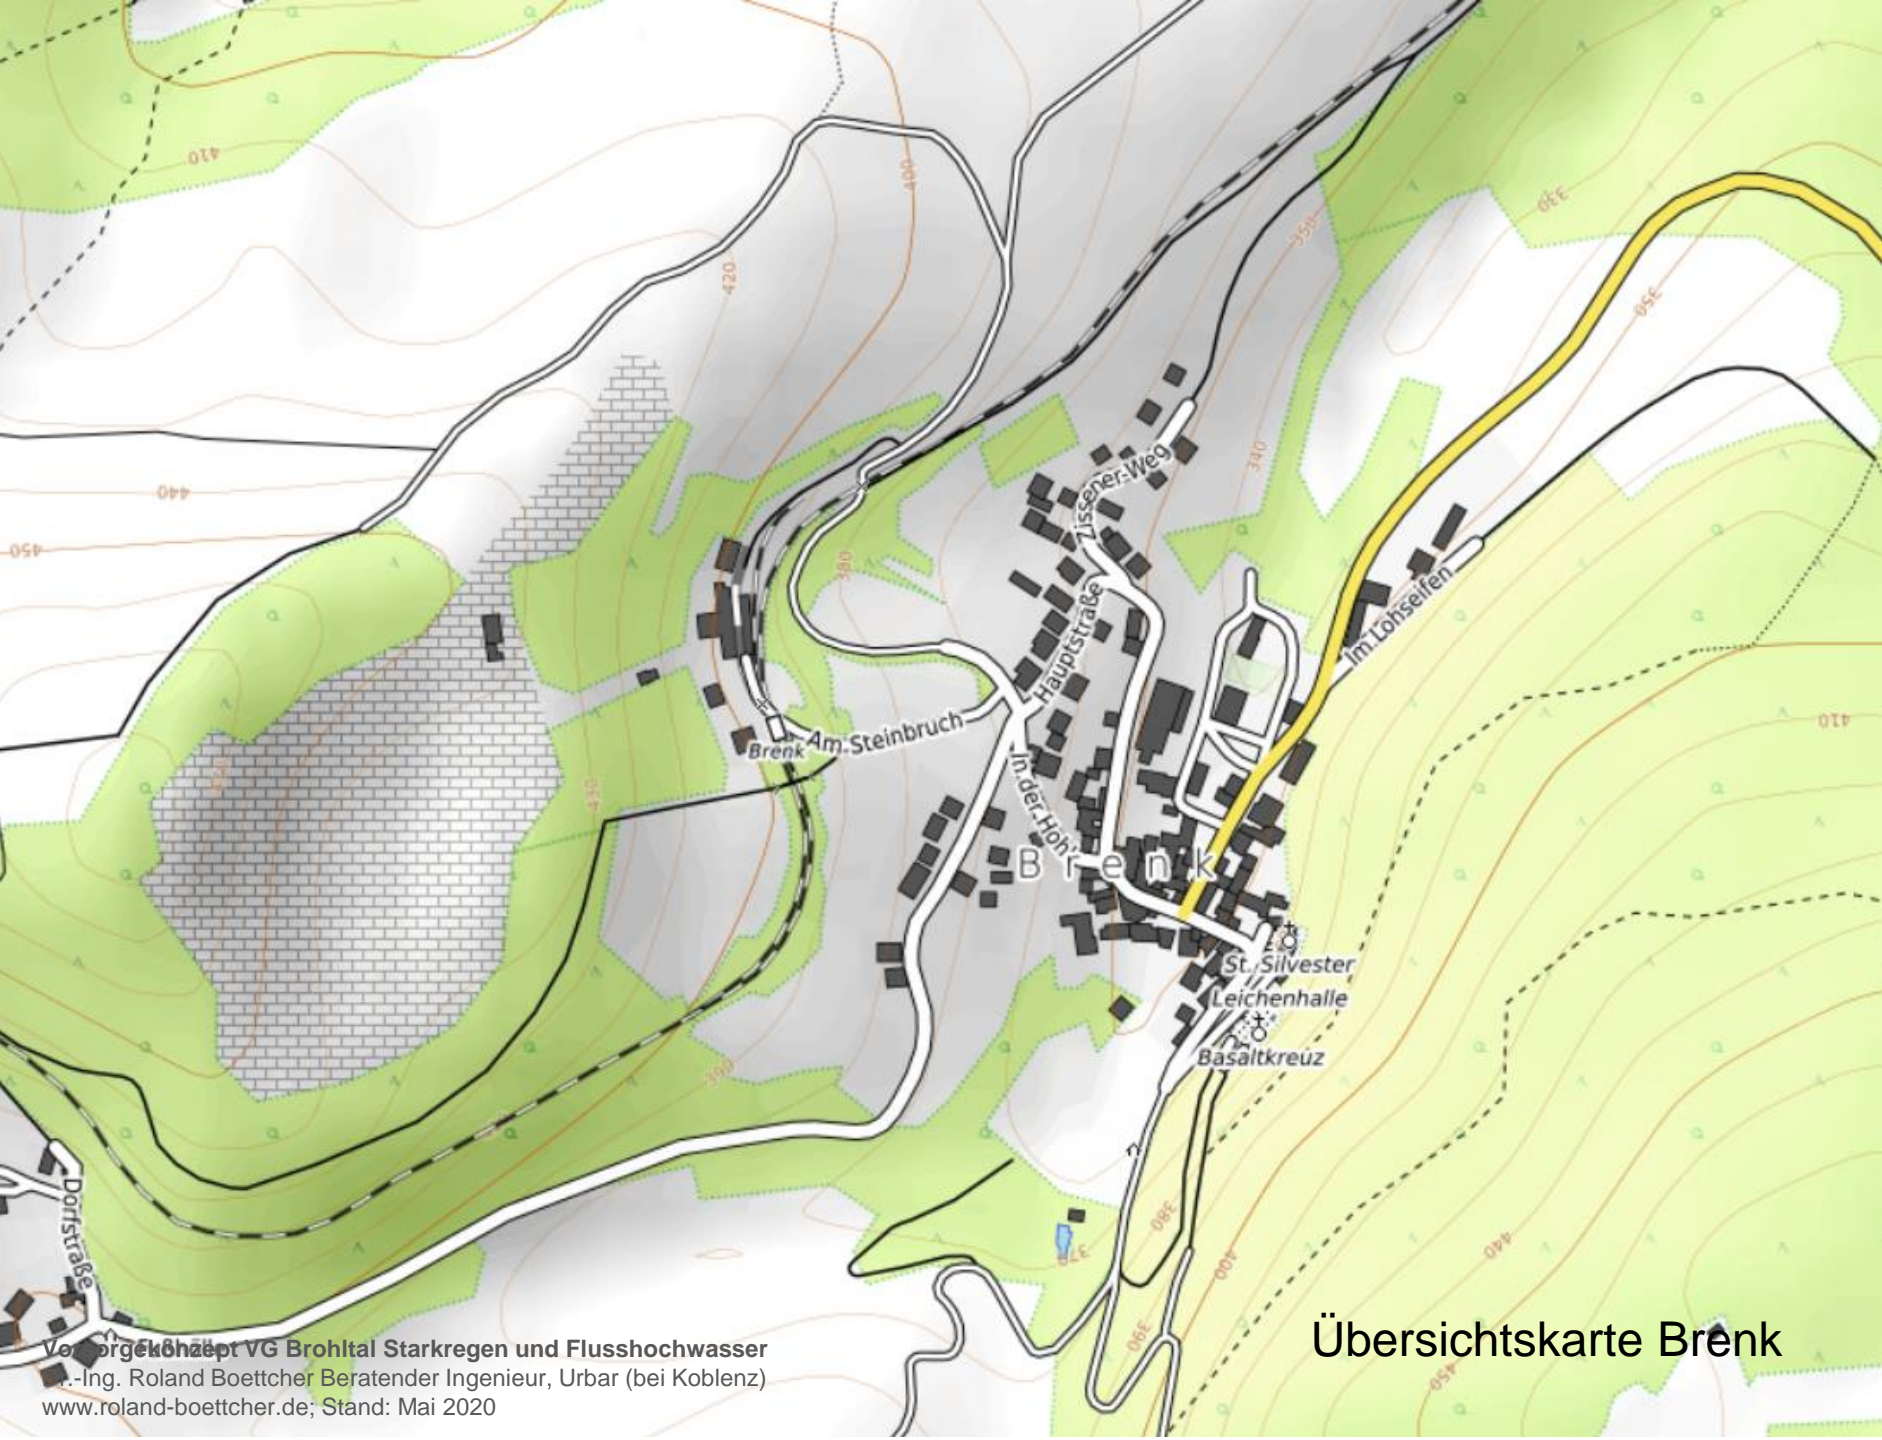 410
400
420
330
350
350
440
450
340
380
Zissener-Weg
Hauptstraße
Im Lohseifen
410
Am Steinbruch
Brenk
In der Hohl
Brenk
St. Silvester
Leichenhalle
Basaltkreuz
390
Dorfstraße
370
380
400
440
390
450
Übersichtskarte Brenk
Vorsorgekonzept VG Brohltal Starkregen und Flusshochwasser
Dr.-Ing. Roland Boettcher Beratender Ingenieur, Urbar (bei Koblenz)
www.roland-boettcher.de; Stand: Mai 2020